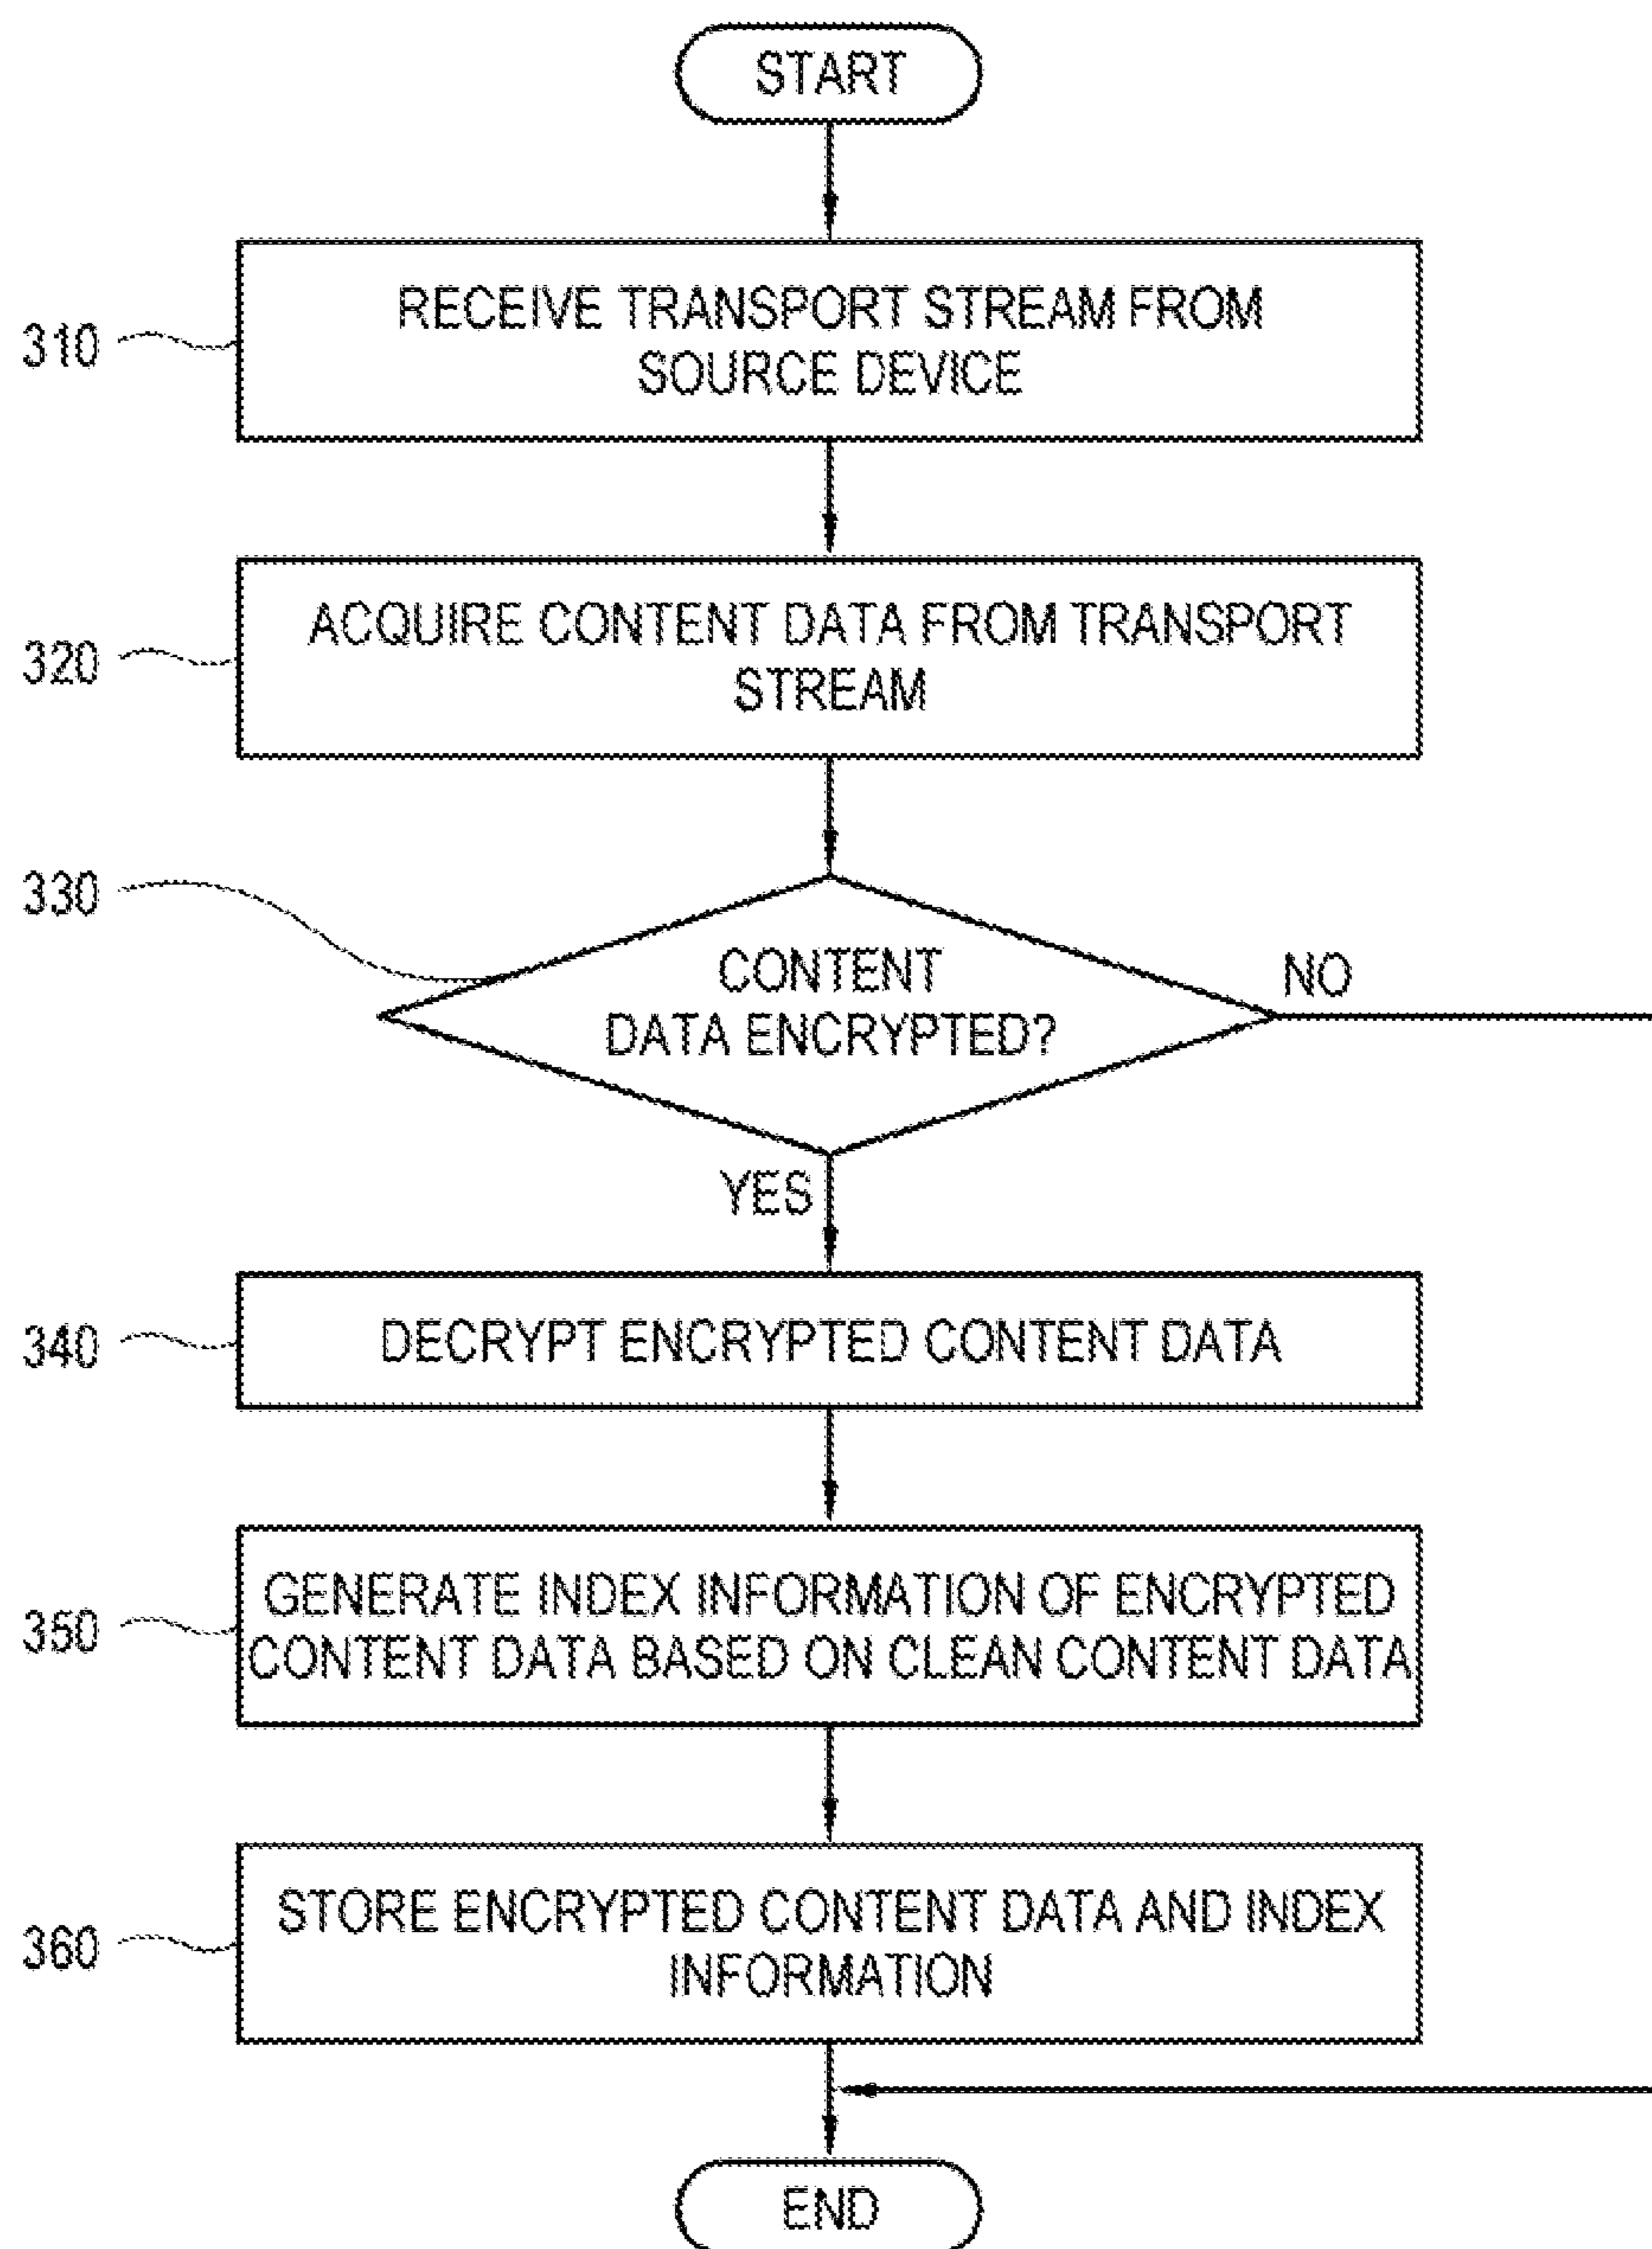 START
310
RECEIVE TRANSPORT STREAM FROM
SOURCE DEVICE
320
ACQUIRE CONTENT DATA FROM TRANSPORT
STREAM
330
CONTENT
DATA ENCRYPTED?
NO
YES
340
DECRYPT ENCRYPTED CONTENT DATA
350
GENERATE INDEX INFORMATION OF ENCRYPTED
CONTENT DATA BASED ON CLEAN CONTENT DATA
360
STORE ENCRYPTED CONTENT DATA AND INDEX
INFORMATION
END